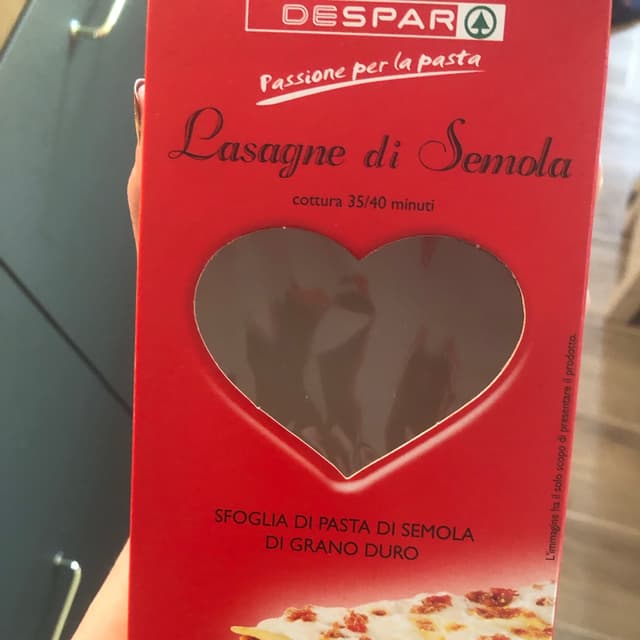 DESPAR
Passione per la pasta
Lasagne di Semola
cottura 35/40 minuti
L'immagine ha il solo scopo di presentare il prodotto.
SFOGLIA DI PASTA DI SEMOLA
DI GRANO DURO